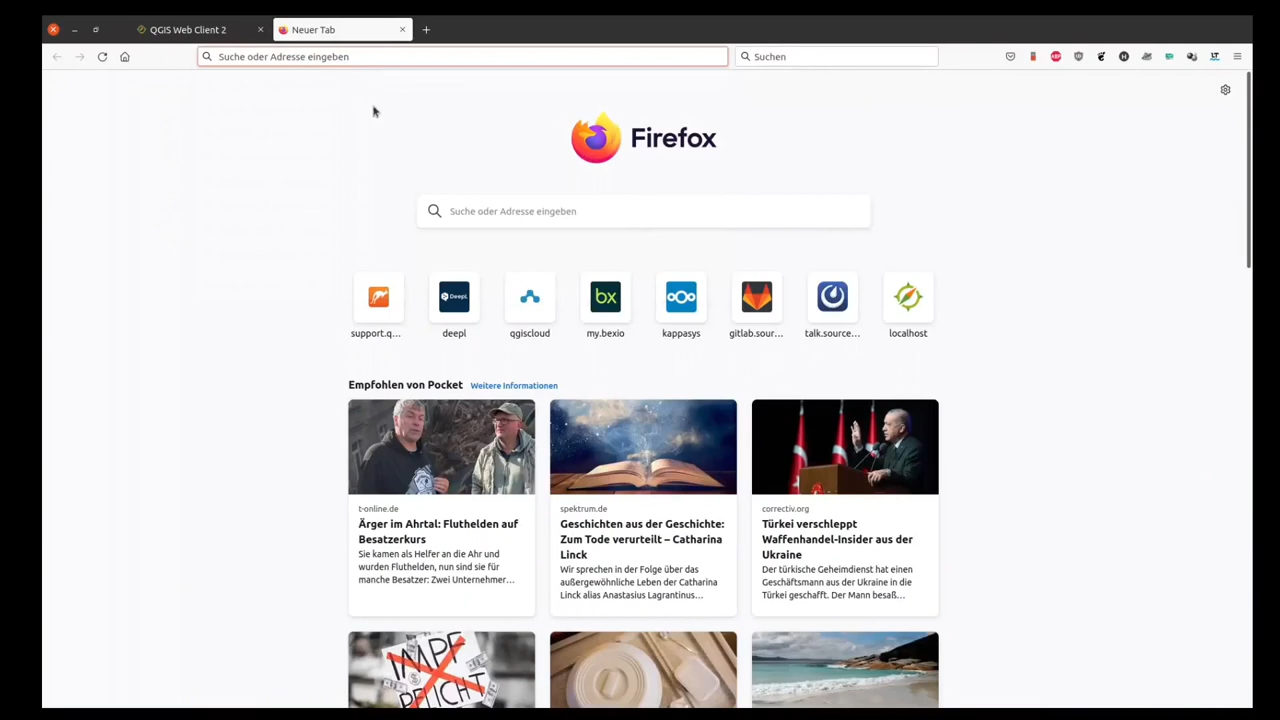 QGIS Web Client 2
Neuer Tab
Suche oder Adresse eingeben
Suchen
Firefox
Suche oder Adresse eingeben
DeepL
bx
support.q...
deepl
qgiscloud
my.bexio
kappasys
gitlab.sour...
talk.source...
localhost
Empfohlen von Pocket Weitere Informationen
t-online.de
Ärger im Ahrtal: Fluthelden auf
Besatzerkurs
Sie kamen als Helfer an die Ahr und
wurden Fluthelden, nun sind sie für
manche Besatzer: Zwei Unternehmer...
spektrum.de
Geschichten aus der Geschichte:
Zum Tode verurteilt – Catharina
Linck
Wir sprechen in der Folge über das
außergewöhnliche Leben der Catharina
Linck alias Anastasius Lagrantinus...
correctiv.org
Türkei verschleppt
Waffenhandel-Insider aus der
Ukraine
Der türkische Geheimdienst hat einen
Geschäftsmann aus der Ukraine in die
Türkei geschafft. Der Mann besaß...
IMPF
PFLICHT